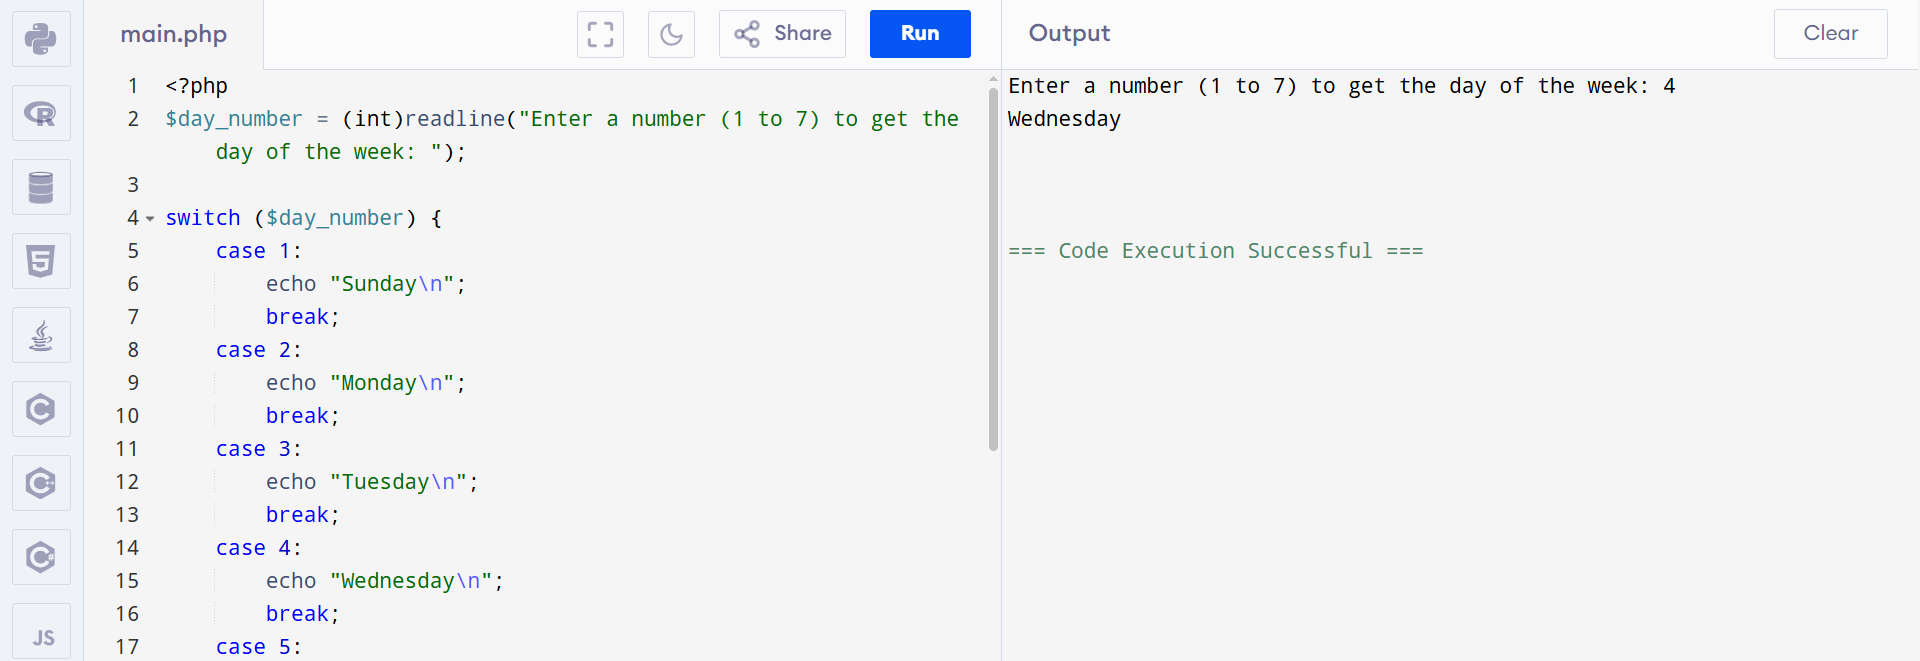 main.php
Share
Run
Output
Clear
1 <?php
2 $day_number = (int)readline("Enter a number (1 to 7) to get the
day of the week: ");
3
4 switch ($day_number) {
5 case 1:
6 echo "Sunday\n";
7 break;
8 case 2:
9 echo "Monday\n";
10 break;
11 case 3:
12 echo "Tuesday\n";
13 break;
14 case 4:
15 echo "Wednesday\n";
16 break;
17 case 5:
Enter a number (1 to 7) to get the day of the week: 4
Wednesday
=== Code Execution Successful ===
R
5
C
C++
C#
JS